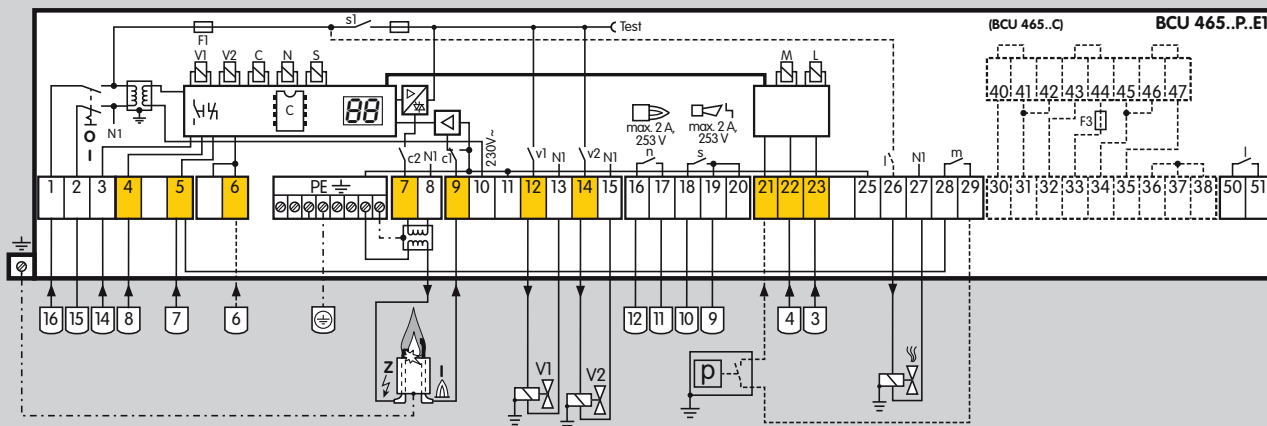 (BCU 465..C) BCU 465..P..E1
s1
Test
F1
V1 V2 C N S
M L
C
88
40 41 42 43 44 45 46 47
F3
N1
O
I
max. 2 A, 253 V
max. 2 A, 253 V
230V~
c2 N1 c1 v1 N1 v2 N1 n s I N1 m I
1 2 3 4 5 6 PE 7 8 9 10 11 12 13 14 15 16 17 18 19 20 21 22 23 25 26 27 28 29 30 31 32 33 34 35 36 37 38 50 51
16 15 14 8 7 6 12 11 10 9 4 3
Z I V1 V2 p